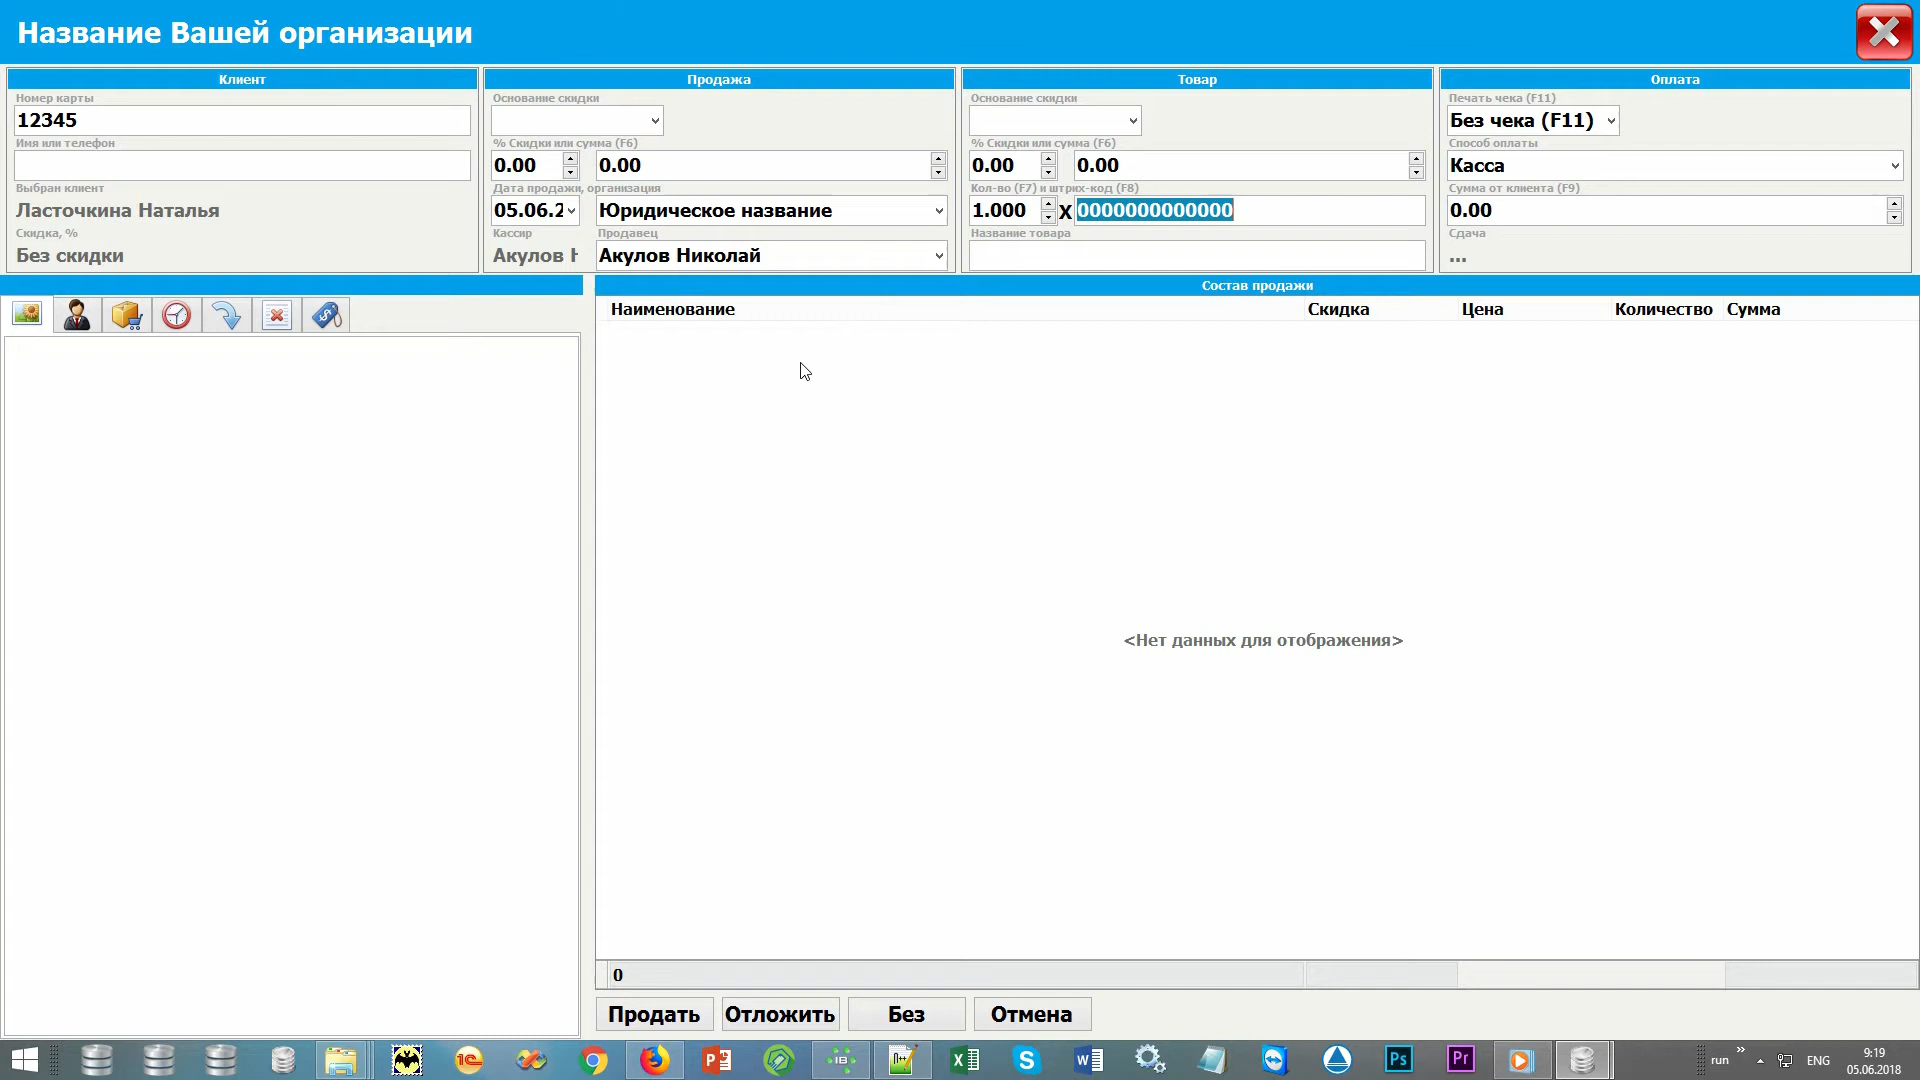 Название Вашей организации
Клиент
Номер карты
12345
Имя или телефон
Выбран клиент
Ласточкина Наталья
Скидка, %
Без скидки
Продажа
Основание скидки
% Скидки или сумма (F6)
0.00 0.00
Дата продажи, организация
05.06.2 Юридическое название
Кассир Продавец
Акулов Н Акулов Николай
Товар
Основание скидки
% Скидки или сумма (F6)
0.00 0.00
Кол-во (F7) и штрих-код (F8)
1.000 X 0000000000000
Название товара
Оплата
Печать чека (F11)
Без чека (F11)
Способ оплаты
Касса
Сумма от клиента (F9)
0.00
Сдача
...
Состав продажи
Наименование Скидка Цена Количество Сумма
<Нет данных для отображения>
0
Продать Отложить Без Отмена
1С IB П++ S Ps Pr run » ENG 9:19
05.06.2018